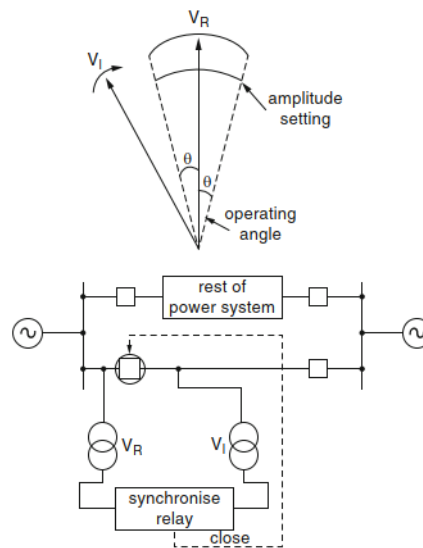 V_R
V_I
amplitude
setting
θ
θ
operating
angle
rest of
power system
V_R
V_I
synchronise
relay
close